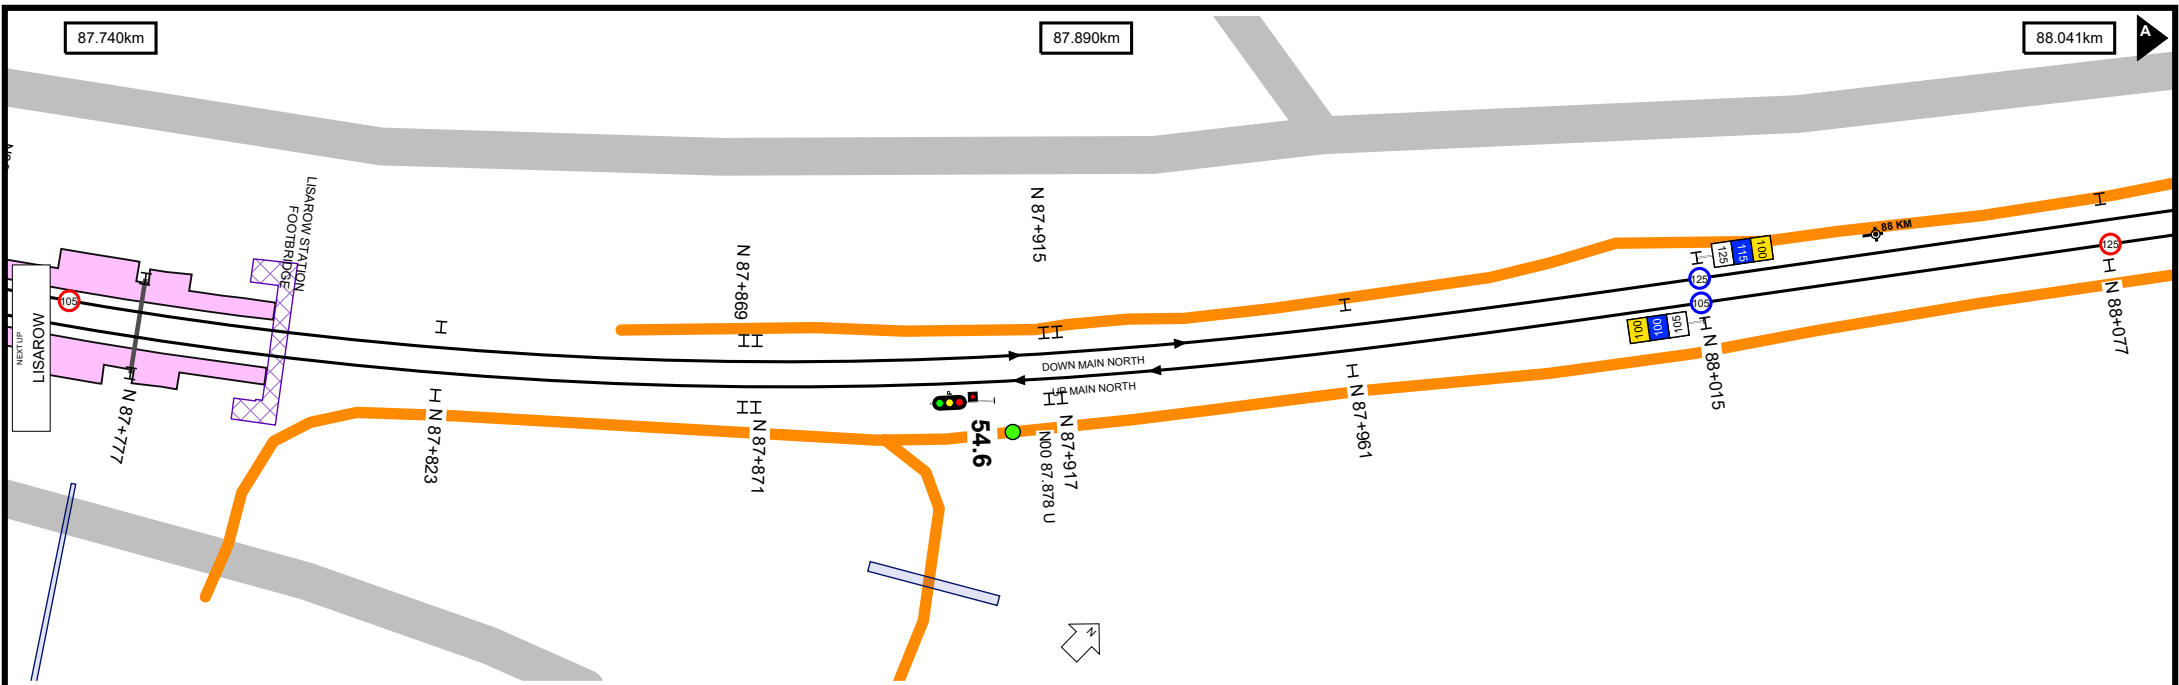 87.740km
87.890km
88.041km
A
LISAROW STATION
FOOTBRIDGE
N 87+915
N 87+869
88 KM
125
115
100
125
105
100
100
105
125
105
NEXT UP
LISAROW
DOWN MAIN NORTH
UP MAIN NORTH
54.6
N00 87.878 U
N 87+777
N 87+823
N 87+871
N 87+917
N 87+961
N 88+015
N 88+077
N